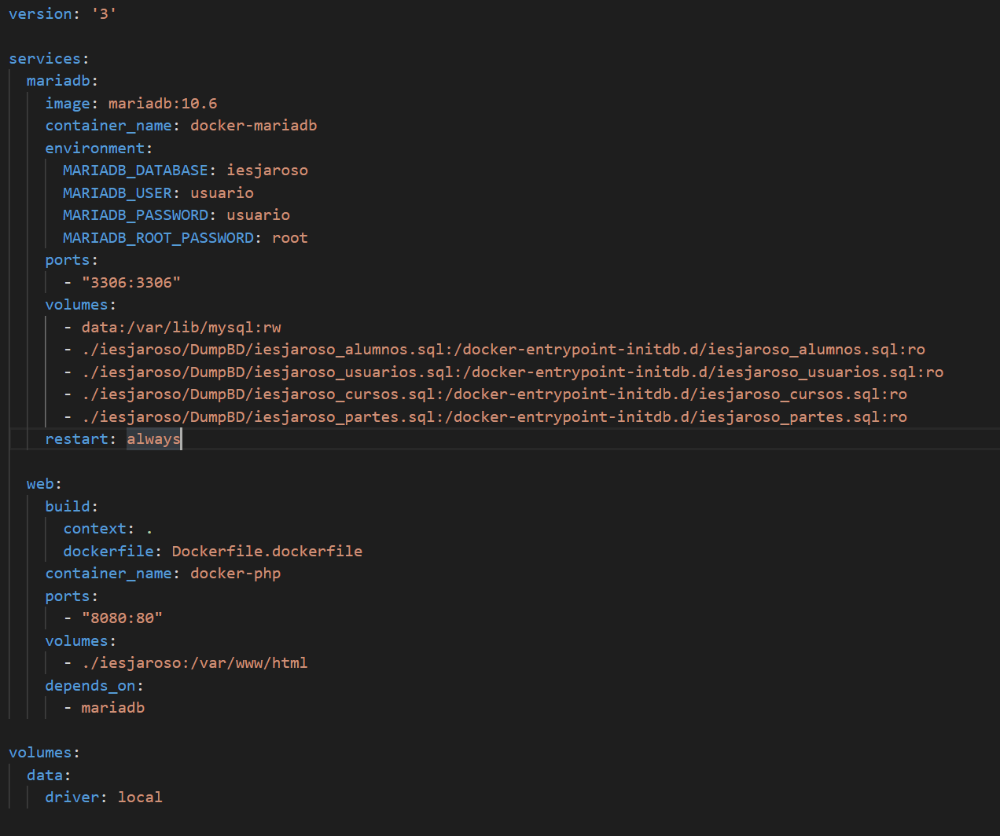 version: '3'
services:
mariadb:
image: mariadb:10.6
container_name: docker-mariadb
environment:
MARIADB_DATABASE: iesjaroso
MARIADB_USER: usuario
MARIADB_PASSWORD: usuario
MARIADB_ROOT_PASSWORD: root
ports:
- "3306:3306"
volumes:
- data:/var/lib/mysql:rw
- ./iesjaroso/DumpBD/iesjaroso_alumnos.sql:/docker-entrypoint-initdb.d/iesjaroso_alumnos.sql:ro
- ./iesjaroso/DumpBD/iesjaroso_usuarios.sql:/docker-entrypoint-initdb.d/iesjaroso_usuarios.sql:ro
- ./iesjaroso/DumpBD/iesjaroso_cursos.sql:/docker-entrypoint-initdb.d/iesjaroso_cursos.sql:ro
- ./iesjaroso/DumpBD/iesjaroso_partes.sql:/docker-entrypoint-initdb.d/iesjaroso_partes.sql:ro
restart: always
web:
build:
context: .
dockerfile: Dockerfile.dockerfile
container_name: docker-php
ports:
- "8080:80"
volumes:
- ./iesjaroso:/var/www/html
depends_on:
- mariadb
volumes:
data:
driver: local